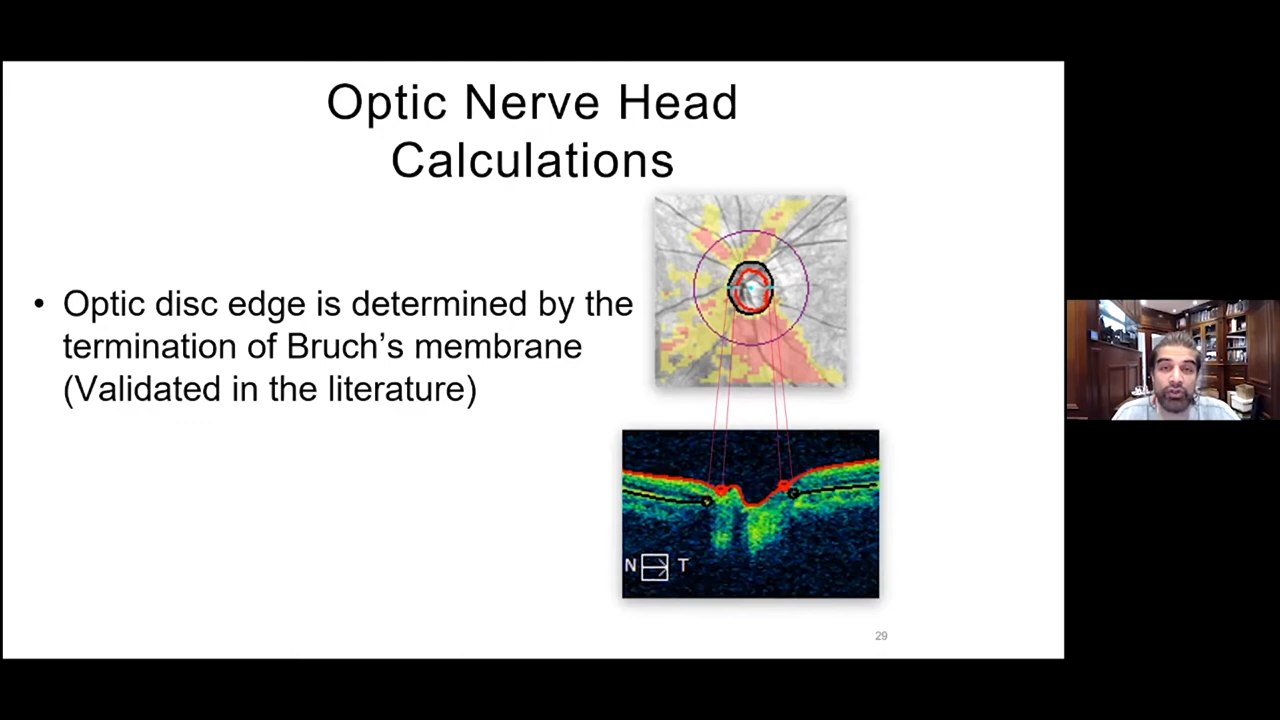 Optic Nerve Head
Calculations
• Optic disc edge is determined by the
termination of Bruch’s membrane
(Validated in the literature)
N T
29